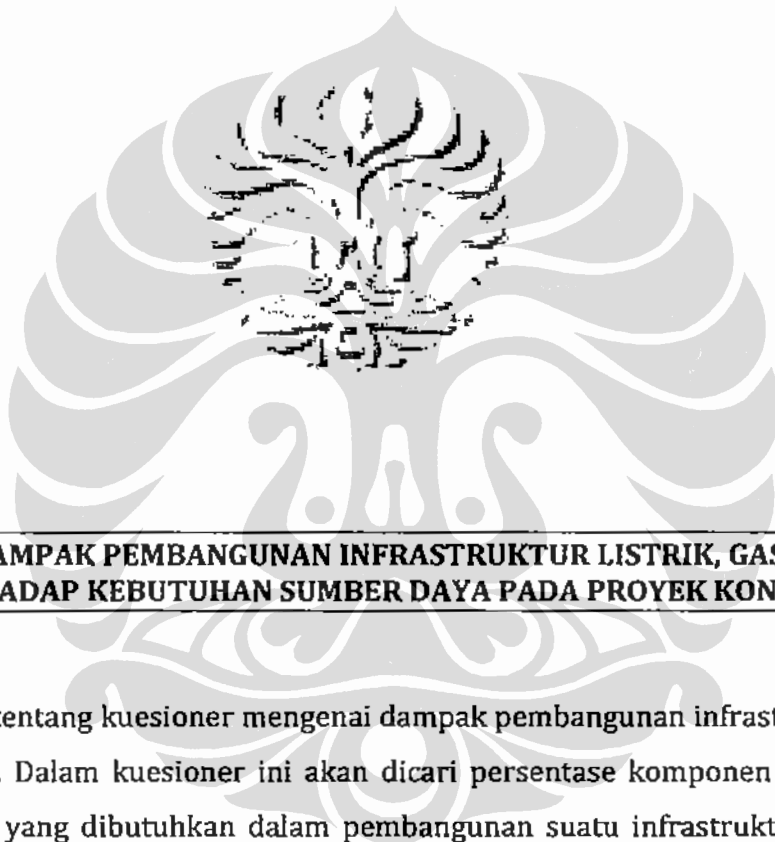 AMPAK PEMBANGUNAN INFRASTRUKTUR LISTRIK, GAS
ADAP KEBUTUHAN SUMBER DAYA PADA PROYEK KON
tentang kuesioner mengenai dampak pembangunan infrast
. Dalam kuesioner ini akan dicari persentase komponen
yang dibutuhkan dalam pembangunan suatu infrastrukt